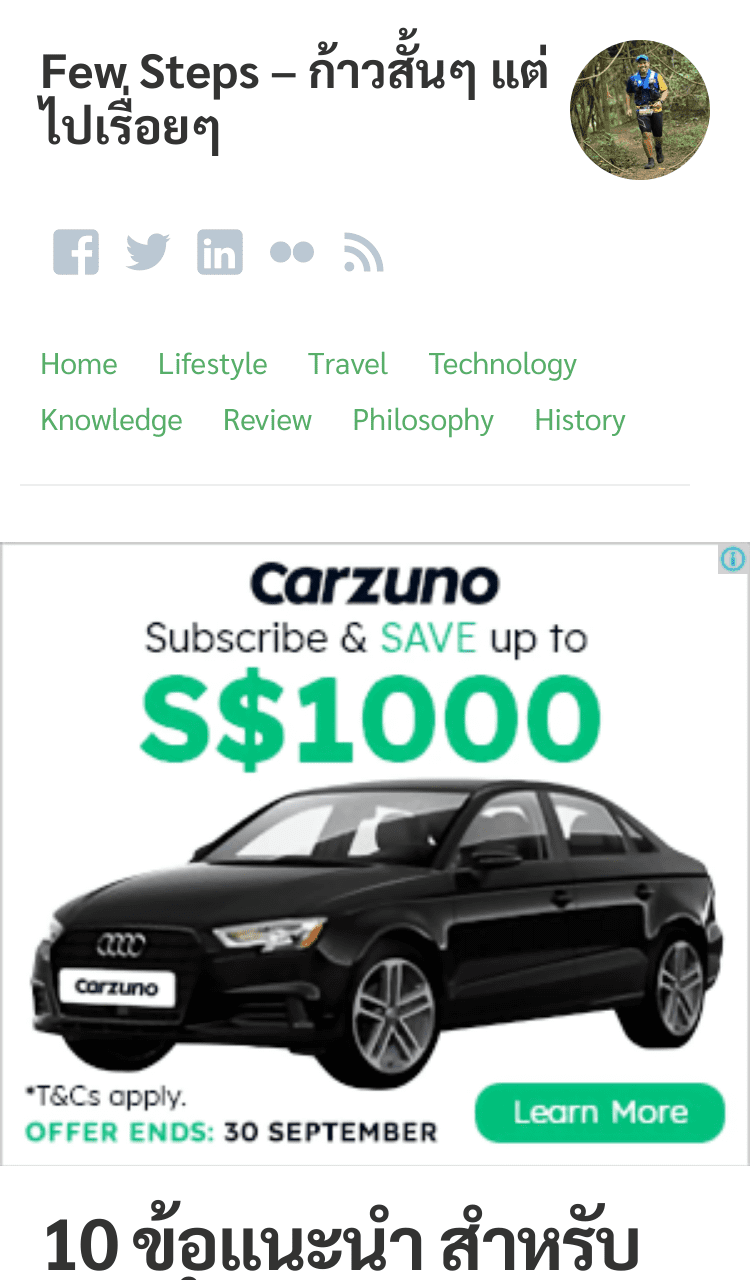 Few Steps – ก้าวสั้นๆ แต่
ไปเรื่อยๆ
Home Lifestyle Travel Technology
Knowledge Review Philosophy History
Carzuno
Subscribe & SAVE up to
S$1000
Carzuno
*T&Cs apply.
OFFER ENDS: 30 SEPTEMBER
Learn More
10 ข้อแนะนำ สำหรับ